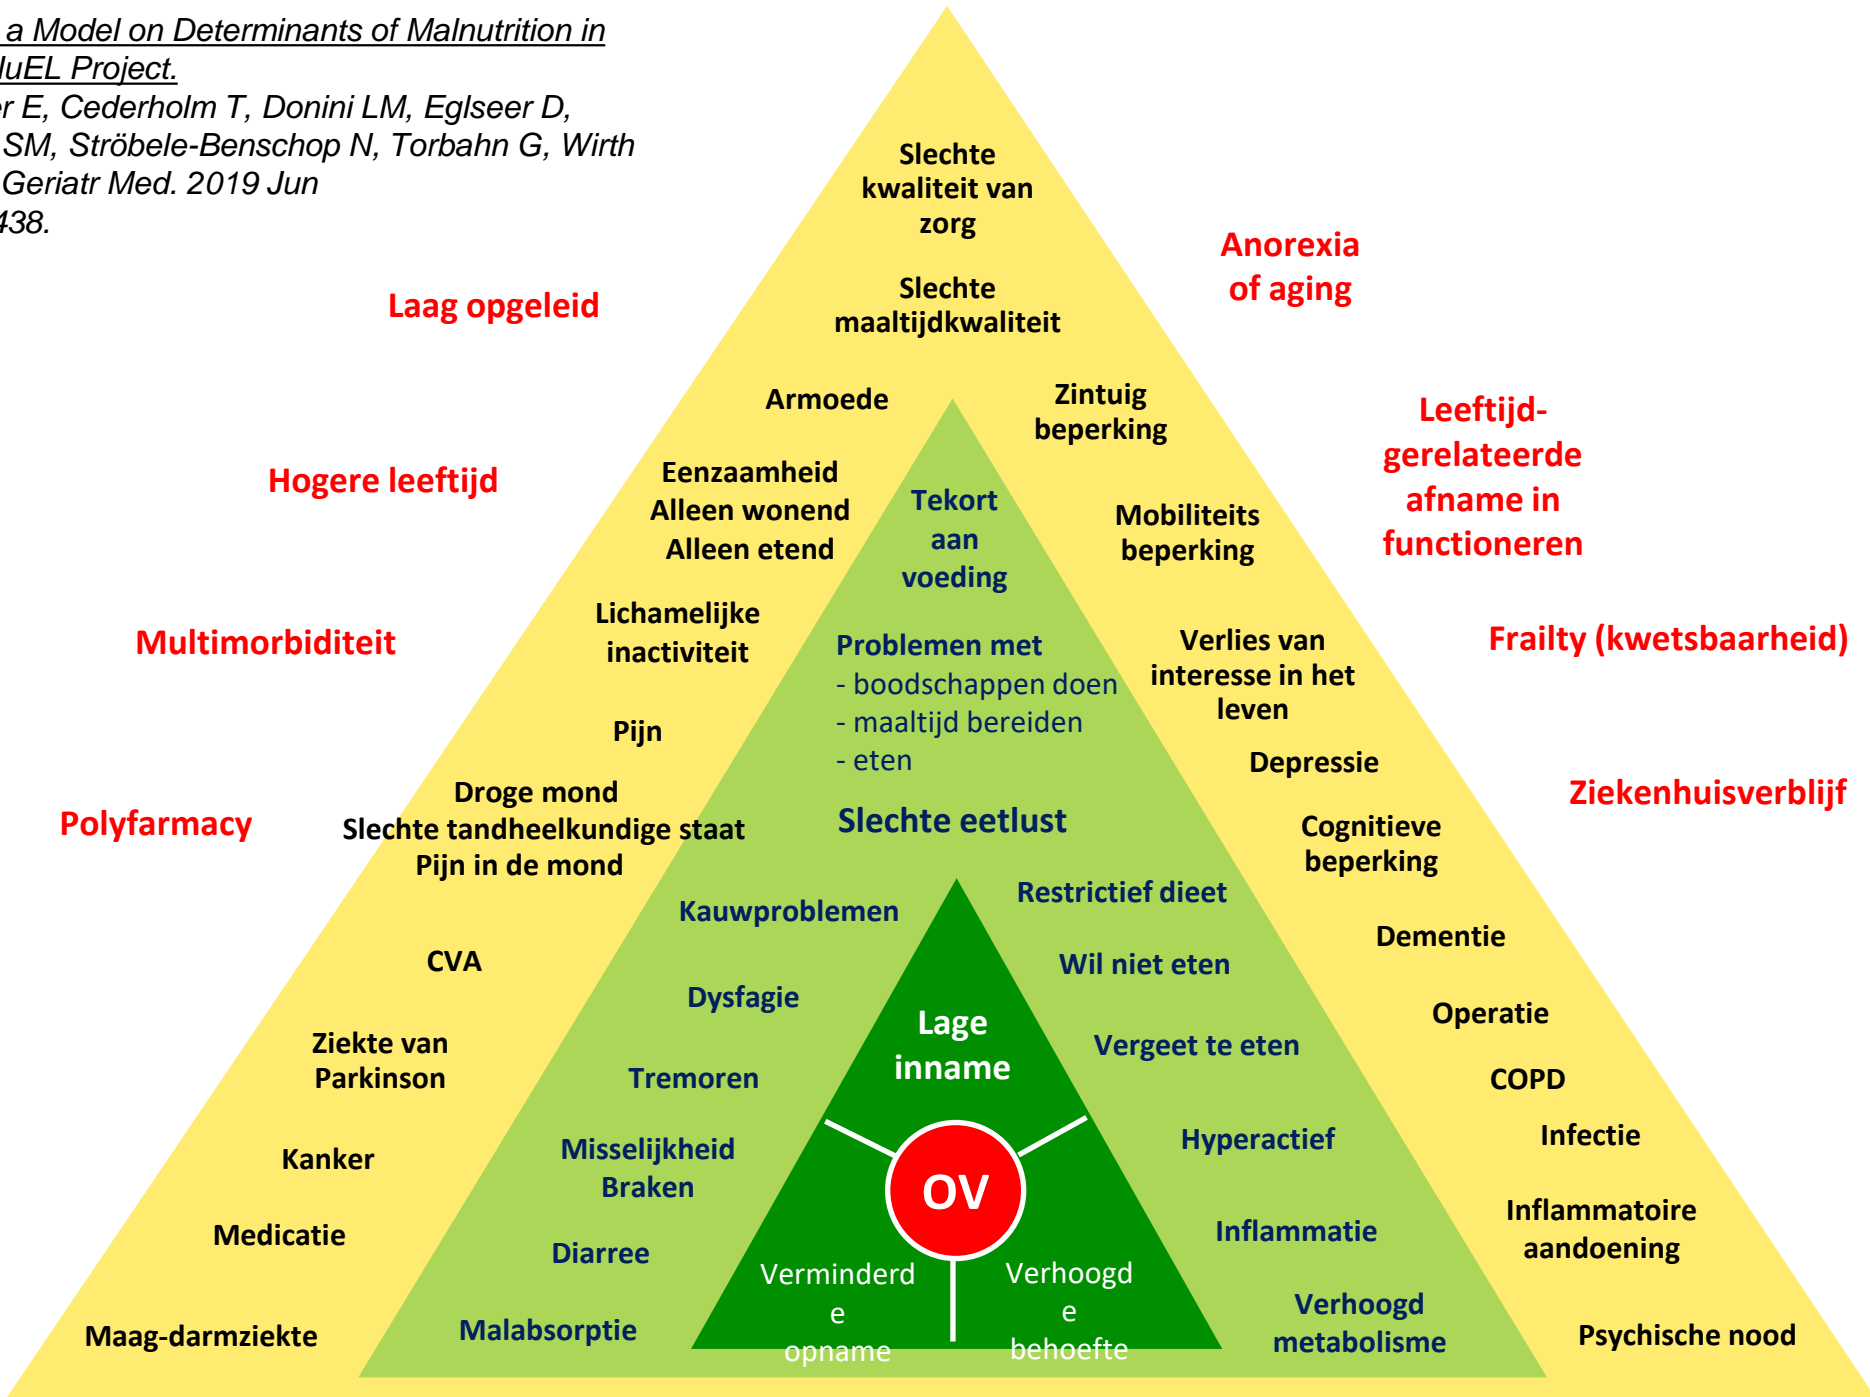 a Model on Determinants of Malnutrition in
uEL Project.
r E, Cederholm T, Donini LM, Eglseer D,
SM, Ströbele-Benschop N, Torbahn G, Wirth
Geriatr Med. 2019 Jun
438.
Slechte
kwaliteit van
zorg
Slechte
maaltijdkwaliteit
Laag opgeleid
Hogere leeftijd
Multimorbiditeit
Polyfarmacy
Anorexia
of aging
Leeftijd-
gerelateerde
afname in
functioneren
Frailty (kwetsbaarheid)
Ziekenhuisverblijf
Armoede
Eenzaamheid
Alleen wonend
Alleen etend
Lichamelijke
inactiviteit
Pijn
Droge mond
Slechte tandheelkundige staat
Pijn in de mond
CVA
Ziekte van
Parkinson
Kanker
Medicatie
Maag-darmziekte
Zintuig
beperking
Mobiliteits
beperking
Verlies van
interesse in het
leven
Depressie
Cognitieve
beperking
Dementie
Operatie
COPD
Infectie
Inflammatoire
aandoening
Psychische nood
Tekort
aan
voeding
Problemen met
- boodschappen doen
- maaltijd bereiden
- eten
Slechte eetlust
Kauwproblemen
Dysfagie
Tremoren
Misselijkheid
Braken
Diarree
Malabsorptie
Restrictief dieet
Wil niet eten
Vergeet te eten
Hyperactief
Inflammatie
Verhoogd
metabolisme
Lage
inname
OV
Verminderd
e
opname
Verhoogd
e
behoefte